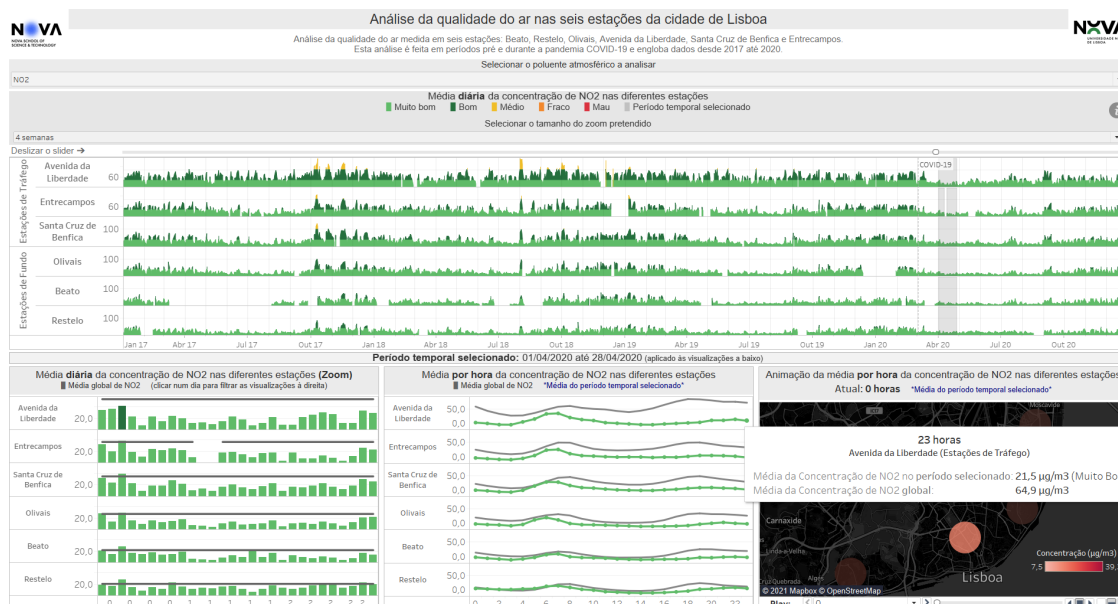 NOVA
NOVA SCHOOL OF
SCIENCE & TECHNOLOGY
Análise da qualidade do ar nas seis estações da cidade de Lisboa
Análise da qualidade do ar medida em seis estações: Beato, Restelo, Olivais, Avenida da Liberdade, Santa Cruz de Benfica e Entrecampos.
Esta análise é feita em períodos pré e durante a pandemia COVID-19 e engloba dados desde 2017 até 2020.
Selecionar o poluente atmosférico a analisar
NO2
Média diária da concentração de NO2 nas diferentes estações
Muito bom Bom Médio Fraco Mau Período temporal selecionado
Selecionar o tamanho do zoom pretendido
4 semanas
Deslizar o slider →
COVID-19
Estações de Tráfego
Avenida da
Liberdade 60
Entrecampos 60
Santa Cruz de
Benfica 100
Estações de Fundo
Olivais 100
Beato 100
Restelo 100
Jan 17 Abr 17 Jul 17 Out 17 Jan 18 Abr 18 Jul 18 Out 18 Jan 19 Abr 19 Jul 19 Out 19 Jan 20 Abr 20 Jul 20 Out 20
Período temporal selecionado: 01/04/2020 até 28/04/2020 (aplicado às visualizações a baixo)
Média diária da concentração de NO2 nas diferentes estações (Zoom)
Média global de NO2 (clicar num dia para filtrar as visualizações à direita)
Avenida da
Liberdade 20,0
Entrecampos 20,0
Santa Cruz de
Benfica 20,0
Olivais 20,0
Beato 20,0
Restelo 20,0
Média por hora da concentração de NO2 nas diferentes estações
Média global de NO2 *Média do período temporal selecionado*
Avenida da
Liberdade 50,0 0,0
Entrecampos 50,0 0,0
Santa Cruz de
Benfica 50,0 0,0
Olivais 50,0 0,0
Beato 50,0 0,0
Restelo 50,0 0,0
0 2 4 6 8 10 12 14 16 18 20 22
Animação da média por hora da concentração de NO2 nas diferentes estações
Atual: 0 horas *Média do período temporal selecionado*
Moscavide
23 horas
Avenida da Liberdade (Estações de Tráfego)
Média da Concentração de NO2 no período selecionado: 21,5 µg/m3 (Muito Bo
Média da Concentração de NO2 global: 64,9 µg/m3
Carnaxide
Linda-a-Velha
Cruz Quebrada
Algés
Lisboa
Concentração (µg/m3)
7,5 39,
© 2021 Mapbox © OpenStreetMap